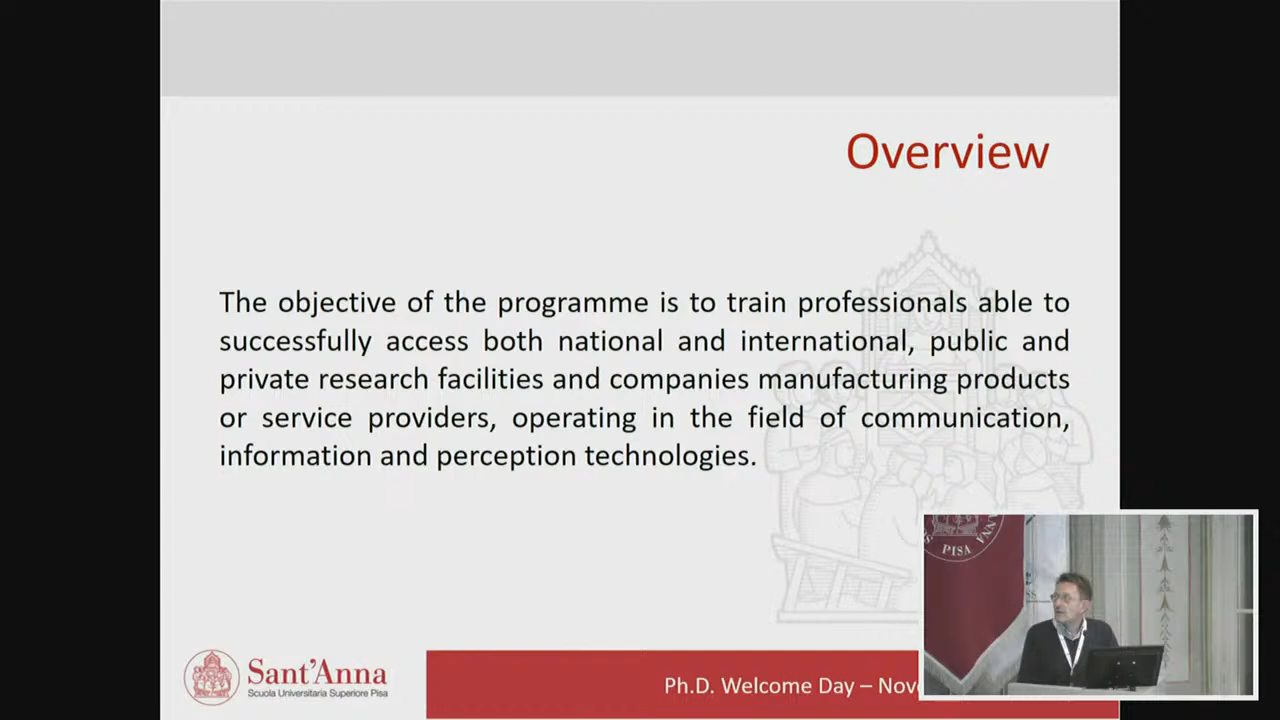 Overview
The objective of the programme is to train professionals able to
successfully access both national and international, public and
private research facilities and companies manufacturing products
or service providers, operating in the field of communication,
information and perception technologies.
Sant'Anna
Scuola Universitaria Superiore Pisa
Ph.D. Welcome Day –
PISA
ANNA